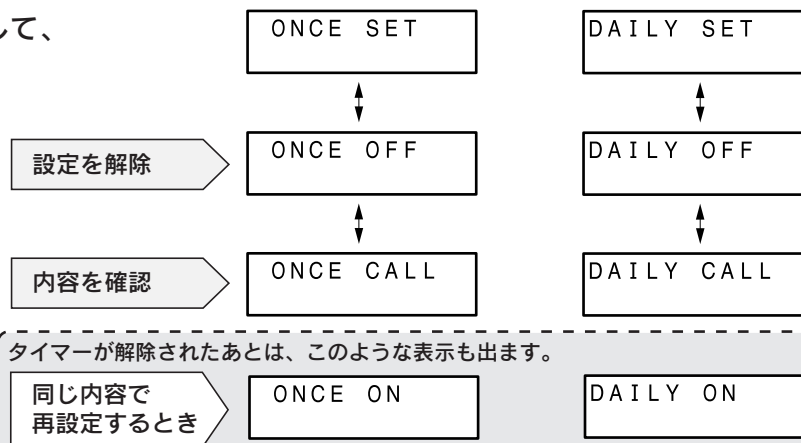 して、
ONCE SET
DAILY SET
設定を解除
ONCE OFF
DAILY OFF
内容を確認
ONCE CALL
DAILY CALL
タイマーが解除されたあとは、このような表示も出ます。
同じ内容で
再設定するとき
ONCE ON
DAILY ON